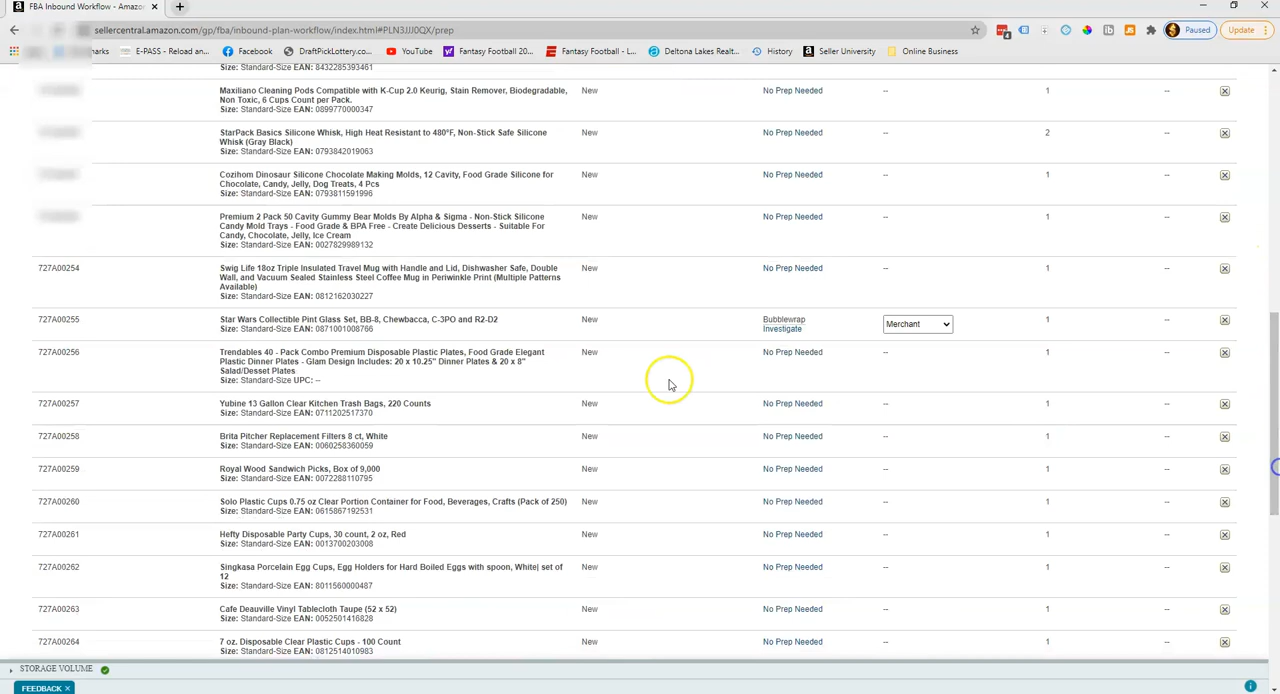 FBA Inbound Workflow - Amazo
sellercentral.amazon.com/gp/fba/inbound-plan-workflow/index.html#PLN3JJJ0QX/prep
Paused
Update
E-PASS - Reload an...
Facebook
DraftPickLottery.co...
YouTube
Fantasy Football 20...
Fantasy Football - L...
Deltona Lakes Realt...
History
Seller University
Online Business
Size: Standard-Size EAN: 8432285393461
Maxiliano Cleaning Pods Compatible with K-Cup 2.0 Keurig, Stain Remover, Biodegradable, New No Prep Needed -- 1 --
Non Toxic, 6 Cups Count per Pack.
Size: Standard-Size EAN: 0899770000347
StarPack Basics Silicone Whisk, High Heat Resistant to 480°F, Non-Stick Safe Silicone New No Prep Needed -- 2 --
Whisk (Gray Black)
Size: Standard-Size EAN: 0793842019063
Cozihom Dinosaur Silicone Chocolate Making Molds, 12 Cavity, Food Grade Silicone for New No Prep Needed -- 1 --
Chocolate, Candy, Jelly, Dog Treats, 4 Pcs
Size: Standard-Size EAN: 0793811591996
Premium 2 Pack 50 Cavity Gummy Bear Molds By Alpha & Sigma - Non-Stick Silicone New No Prep Needed -- 1 --
Candy Mold Trays - Food Grade & BPA Free - Create Delicious Desserts - Suitable For
Candy, Chocolate, Jelly, Ice Cream
Size: Standard-Size EAN: 0027829989132
727A00254 Swig Life 18oz Triple Insulated Travel Mug with Handle and Lid, Dishwasher Safe, Double New No Prep Needed -- 1 --
Wall, and Vacuum Sealed Stainless Steel Coffee Mug in Periwinkle Print (Multiple Patterns
Available)
Size: Standard-Size EAN: 0812162030227
727A00255 Star Wars Collectible Pint Glass Set, BB-8, Chewbacca, C-3PO and R2-D2 New Bubblewrap Merchant 1 --
Size: Standard-Size EAN: 0871001008766 Investigate
727A00256 Trendables 40 - Pack Combo Premium Disposable Plastic Plates, Food Grade Elegant New No Prep Needed -- 1 --
Plastic Dinner Plates - Glam Design Includes: 20 x 10.25" Dinner Plates & 20 x 8"
Salad/Desset Plates
Size: Standard-Size UPC: --
727A00257 Yubine 13 Gallon Clear Kitchen Trash Bags, 220 Counts New No Prep Needed -- 1 --
Size: Standard-Size EAN: 0711202517370
727A00258 Brita Pitcher Replacement Filters 8 ct, White New No Prep Needed -- 1 --
Size: Standard-Size EAN: 0060258360059
727A00259 Royal Wood Sandwich Picks, Box of 9,000 New No Prep Needed -- 1 --
Size: Standard-Size EAN: 0072288110795
727A00260 Solo Plastic Cups 0.75 oz Clear Portion Container for Food, Beverages, Crafts (Pack of 250) New No Prep Needed -- 1 --
Size: Standard-Size EAN: 0615867192531
727A00261 Hefty Disposable Party Cups, 30 count, 2 oz, Red New No Prep Needed -- 1 --
Size: Standard-Size EAN: 0013700203008
727A00262 Singkasa Porcelain Egg Cups, Egg Holders for Hard Boiled Eggs with spoon, White| set of New No Prep Needed -- 1 --
12
Size: Standard-Size EAN: 8011560000487
727A00263 Cafe Deauville Vinyl Tablecloth Taupe (52 x 52) New No Prep Needed -- 1 --
Size: Standard-Size EAN: 0052501416828
727A00264 7 oz. Disposable Clear Plastic Cups - 100 Count New No Prep Needed -- 1 --
Size: Standard-Size EAN: 0812514010983
STORAGE VOLUME
FEEDBACK